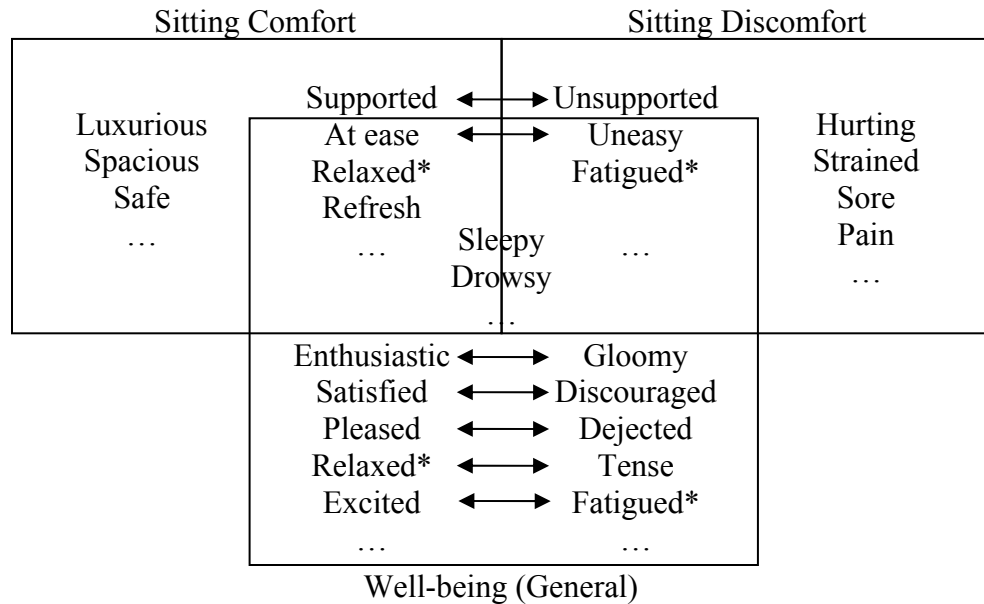 Sitting Comfort Sitting Discomfort
Supported Unsupported
Luxurious At ease Uneasy Hurting
Spacious Relaxed* Fatigued* Strained
Safe Refresh Sore
… … Sleepy … Pain
Drowsy …
…
Enthusiastic Gloomy
Satisfied Discouraged
Pleased Dejected
Relaxed* Tense
Excited Fatigued*
… …
Well-being (General)